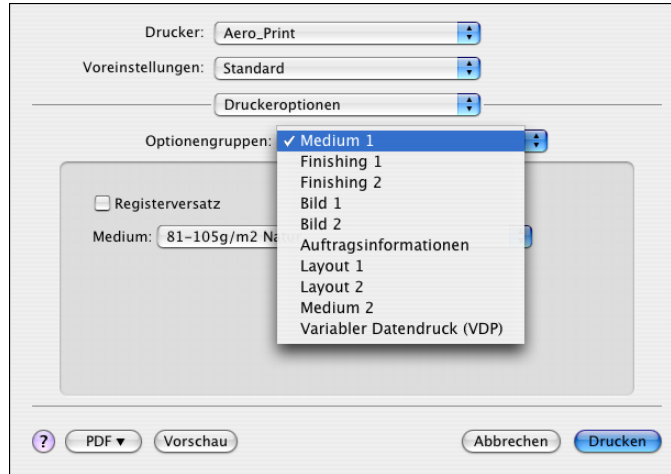 Drucker: Aero_Print
Voreinstellungen: Standard
Druckeroptionen
Optionengruppen: ✓ Medium 1
Finishing 1
Finishing 2
Bild 1
Bild 2
Auftragsinformationen
Layout 1
Layout 2
Medium 2
Variabler Datendruck (VDP)
Registerversatz
Medium: 81-105g/m2
? PDF ▼ Vorschau Abbrechen Drucken